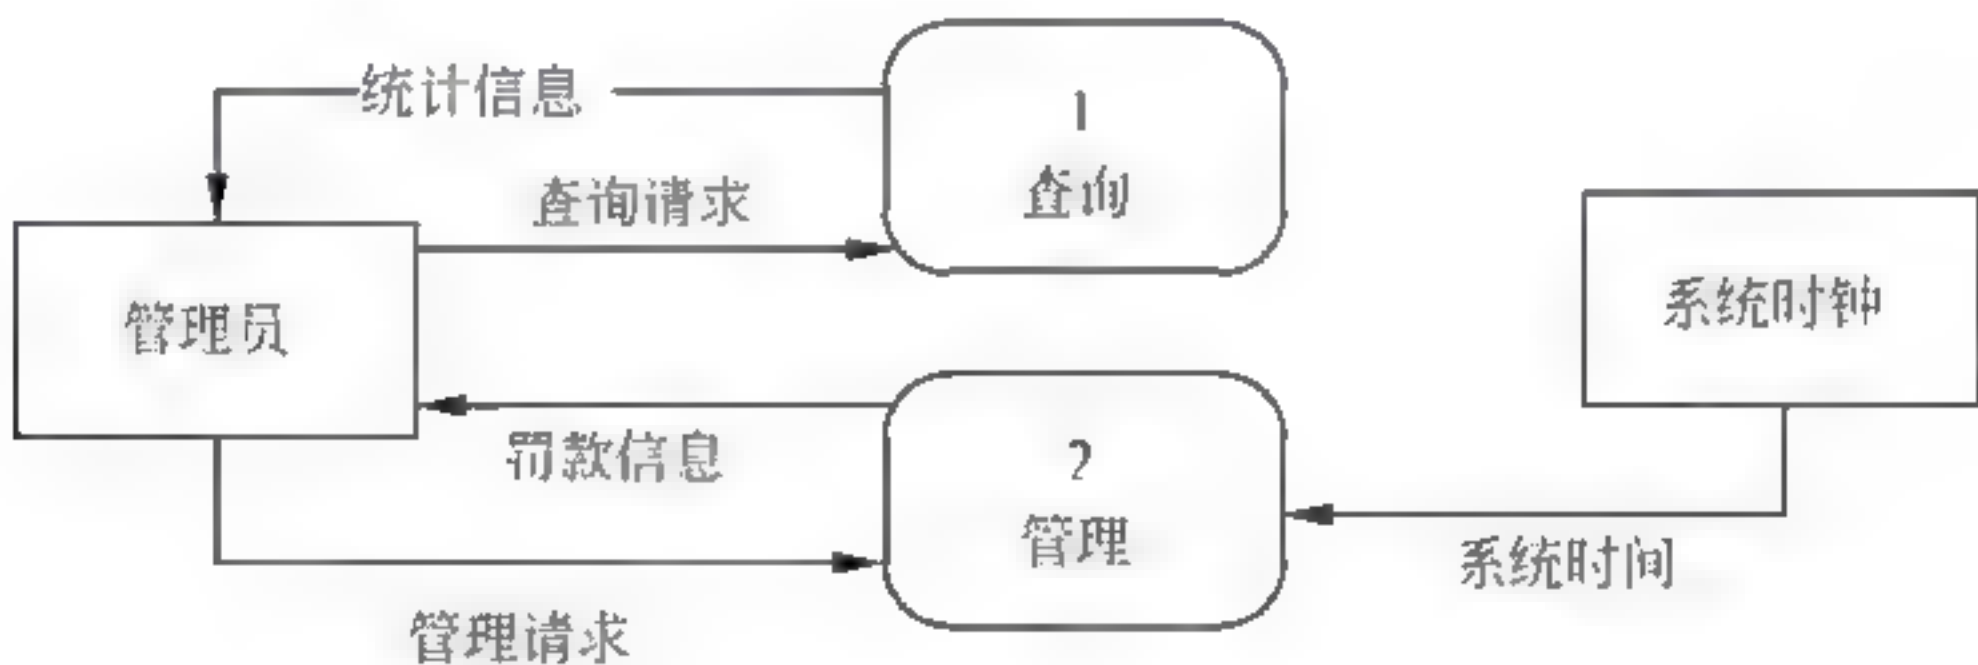 统计信息
1
查询
查询请求
管理员
系统时钟
罚款信息
2
管理
系统时间
管理请求